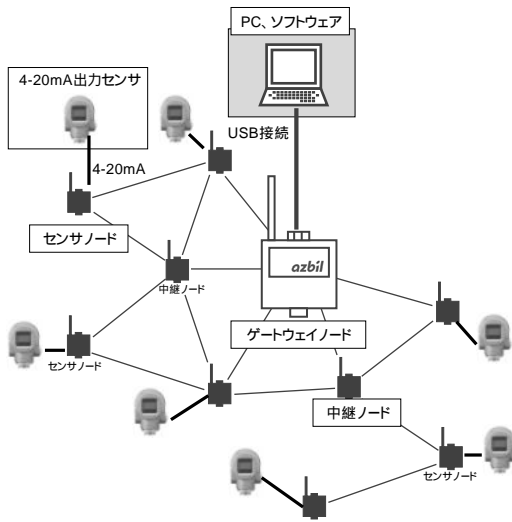 PC、ソフトウェア
4-20mA出力センサ
USB接続
4-20mA
センサノード
azbil
中継ノード
ゲートウェイノード
センサノード
中継ノード
センサノード